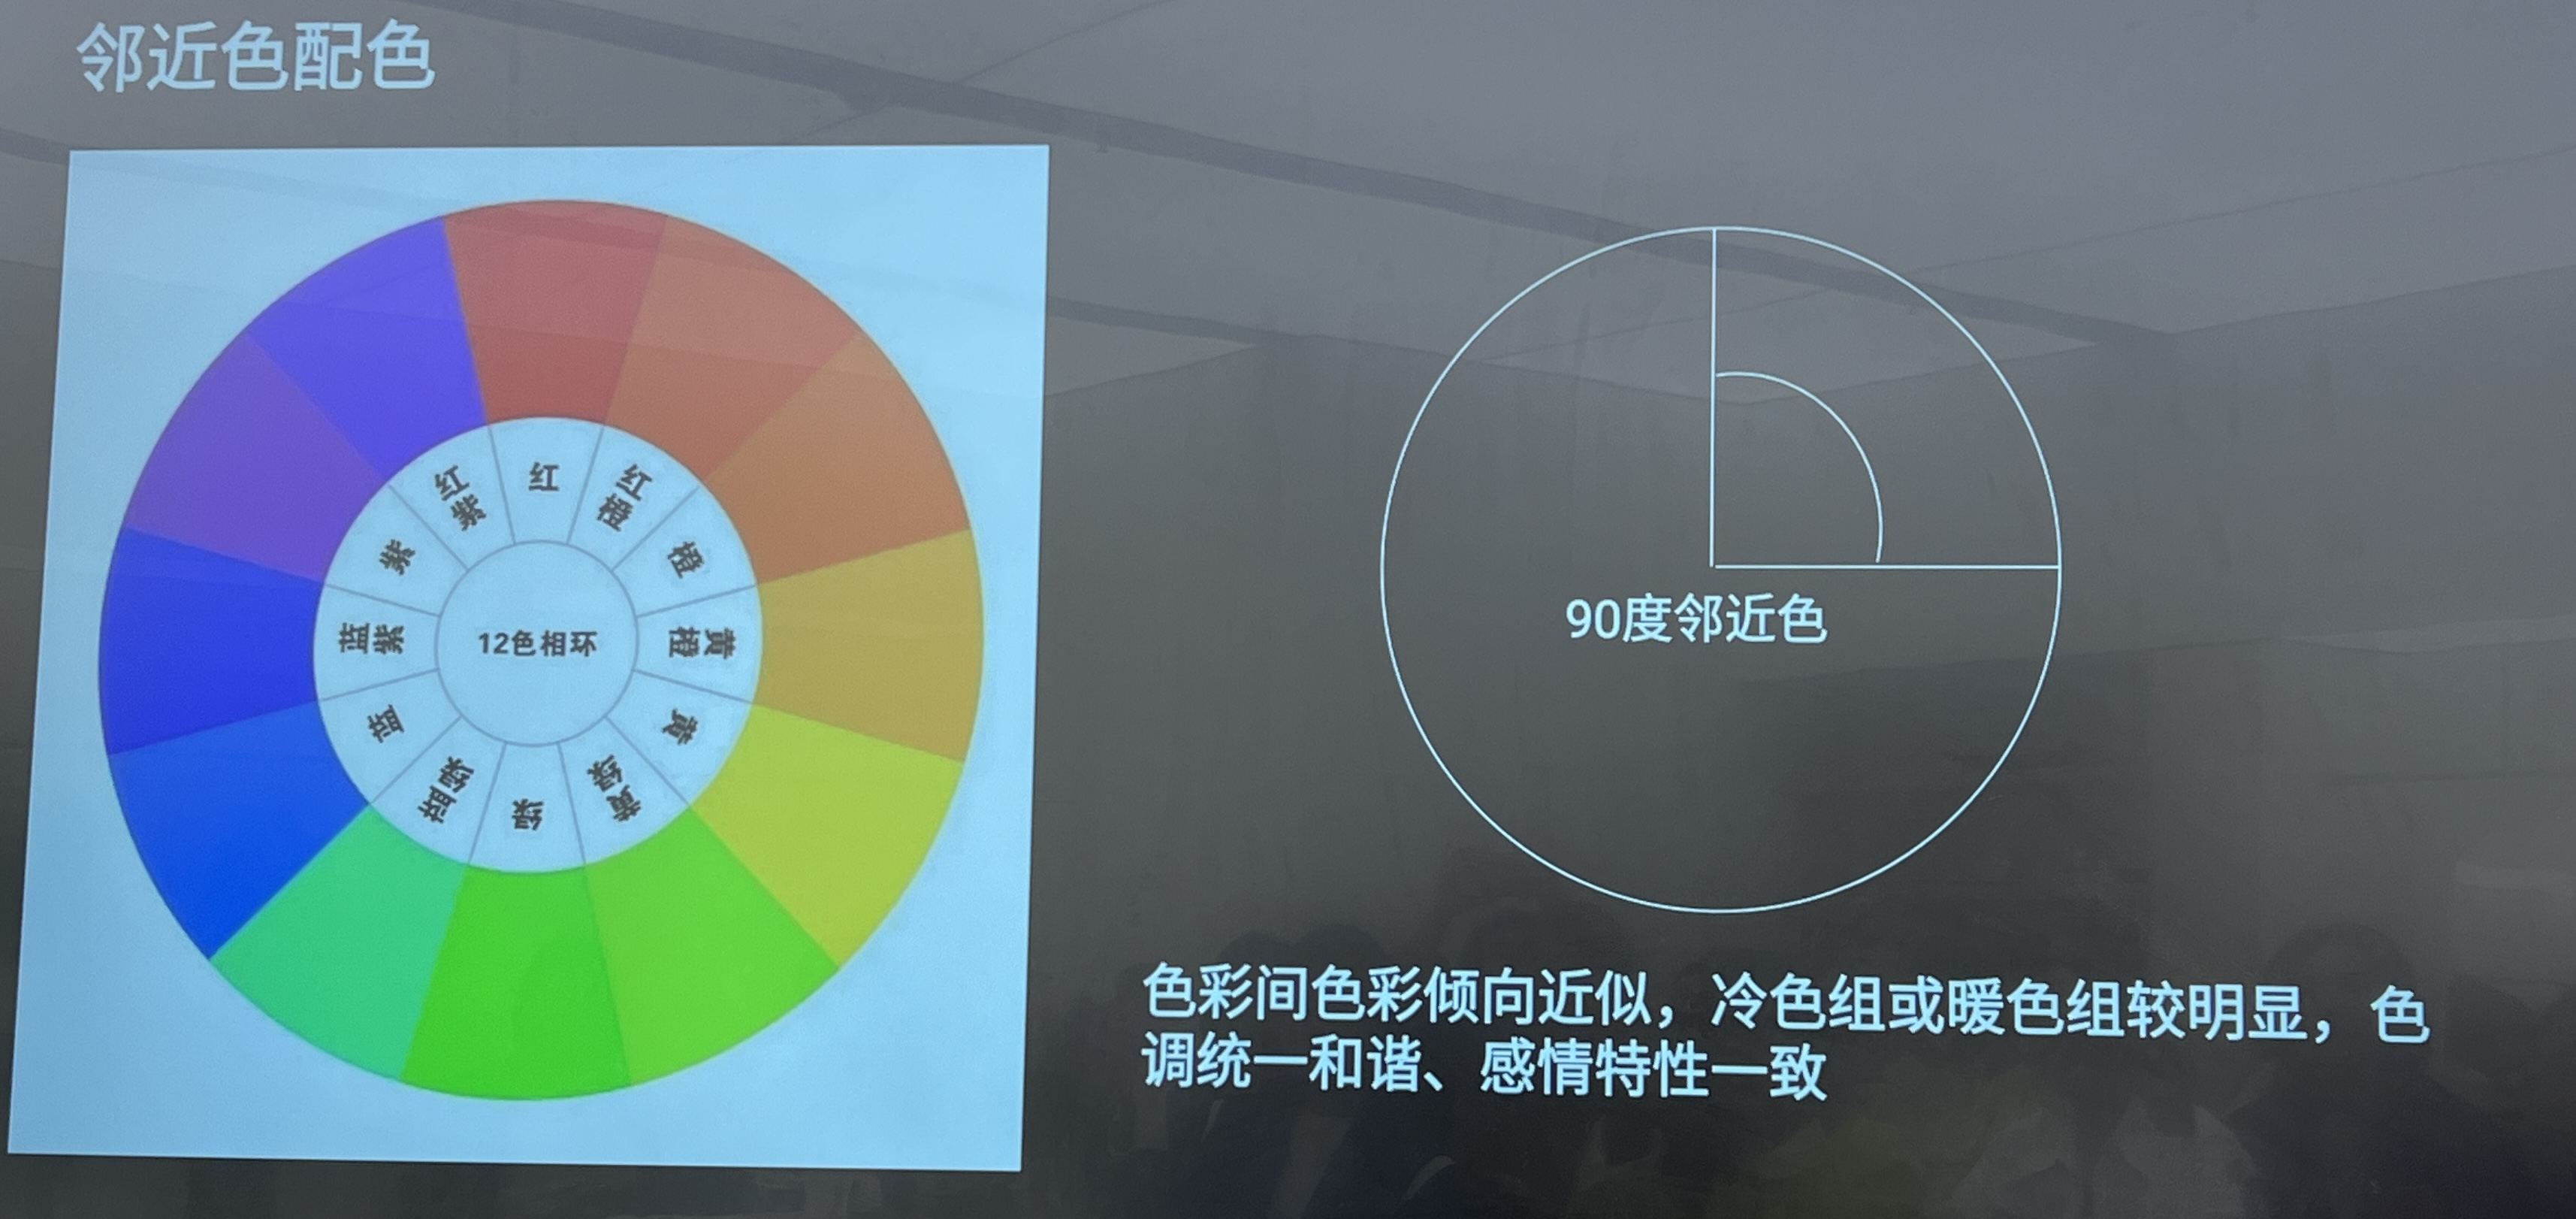 邻近色配色
红
红橙
橙
黄橙
黄
黄绿
绿
蓝绿
蓝
蓝紫
紫
红紫
12色相环
90度邻近色
色彩间色彩倾向近似，冷色组或暖色组较明显，色
调统一和谐、感情特性一致